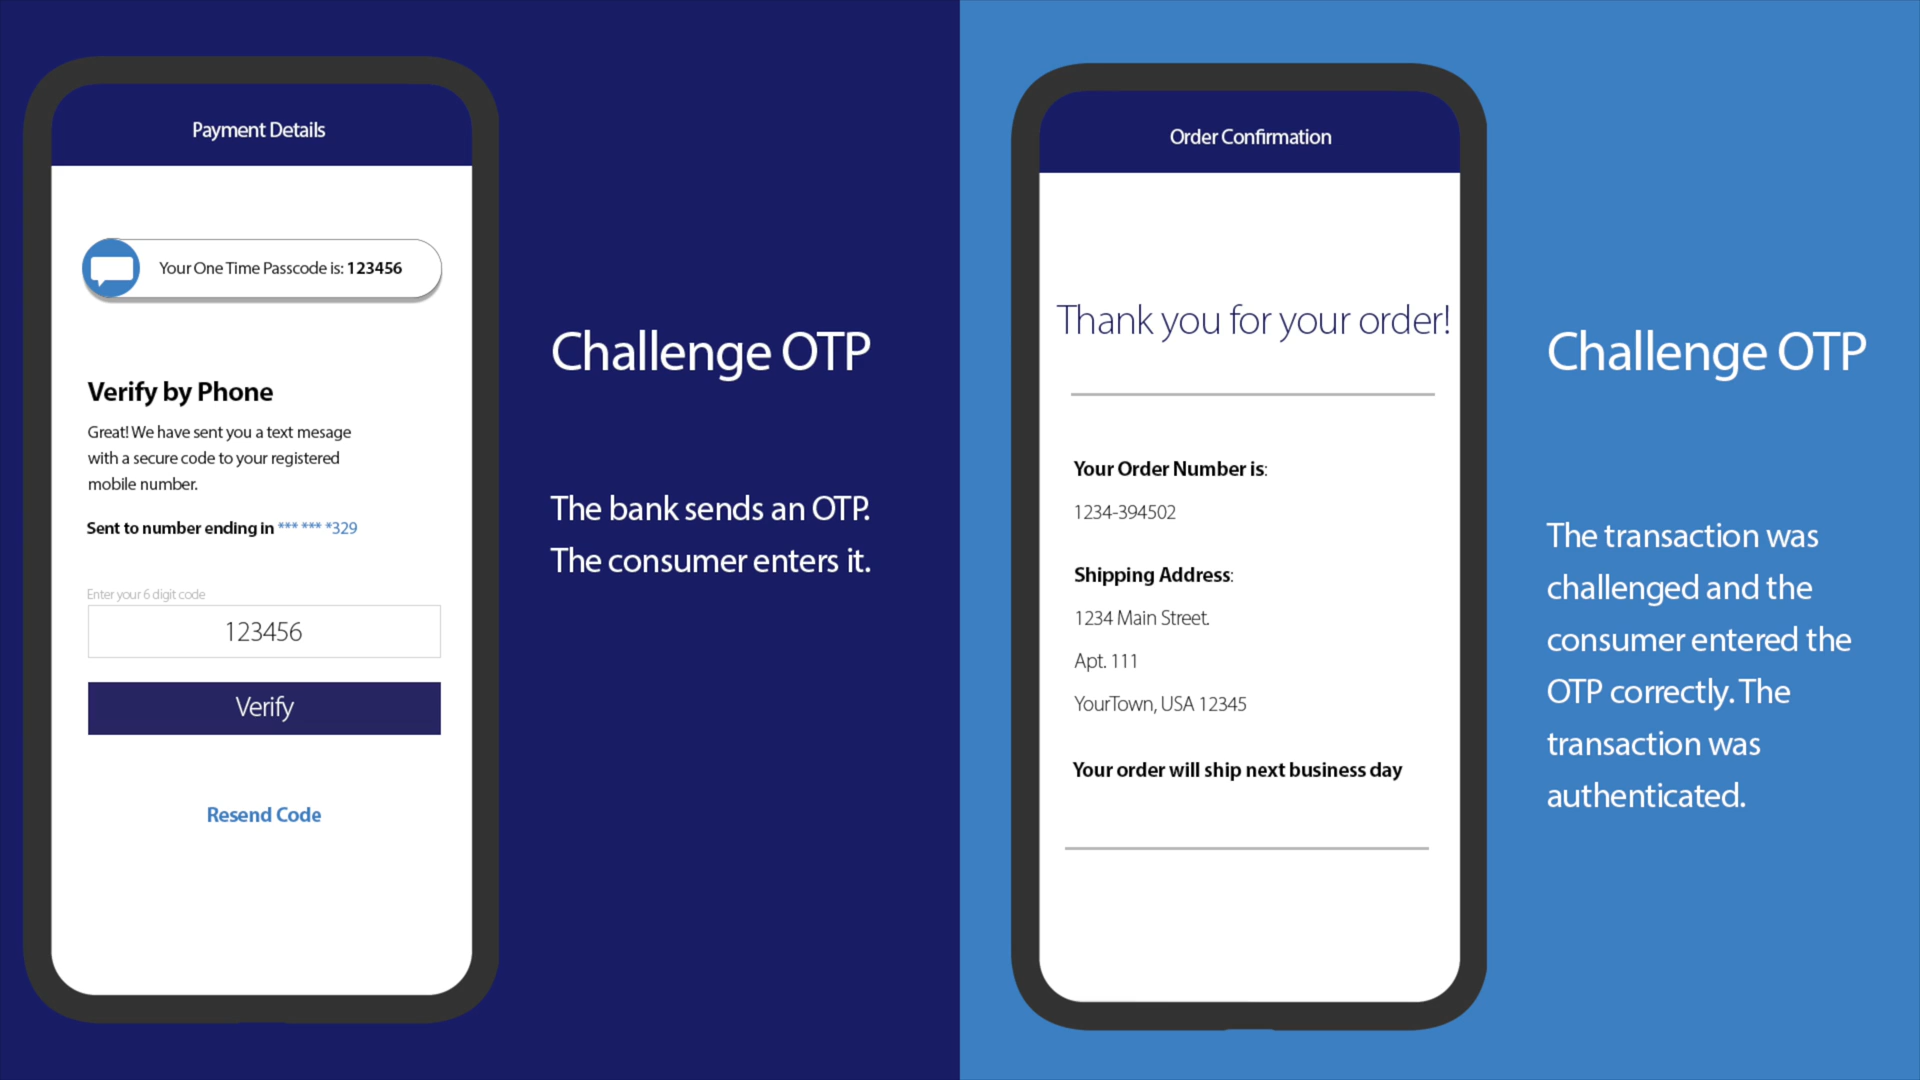 Payment Details
Your One Time Passcode is: 123456
Verify by Phone
Great! We have sent you a text mesage
with a secure code to your registered
mobile number.
Sent to number ending in *** *** *329
Enter your 6 digit code
123456
Verify
Resend Code
Challenge OTP
The bank sends an OTP.
The consumer enters it.
Order Confirmation
Thank you for your order!
Your Order Number is:
1234-394502
Shipping Address:
1234 Main Street.
Apt. 111
YourTown, USA 12345
Your order will ship next business day
Challenge OTP
The transaction was
challenged and the
consumer entered the
OTP correctly. The
transaction was
authenticated.